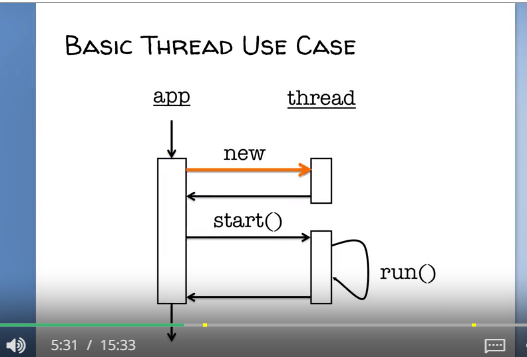 Basic Thread Use Case
app thread
new
start()
run()
5:31 / 15:33